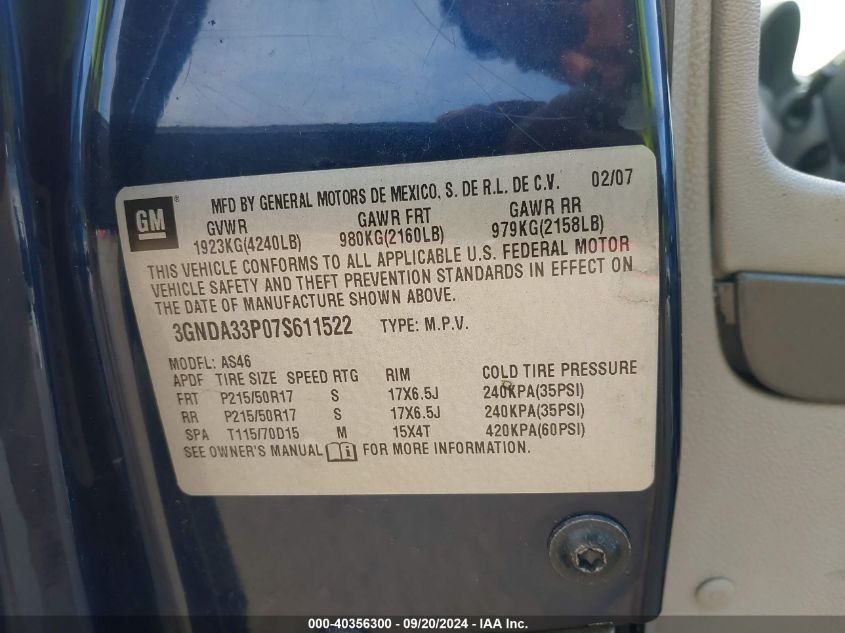 GM ® MFD BY GENERAL MOTORS DE MEXICO, S. DE R.L. DE C.V. 02/07
GVWR GAWR FRT GAWR RR
1923KG(4240LB) 980KG(2160LB) 979KG(2158LB)
THIS VEHICLE CONFORMS TO ALL APPLICABLE U.S. FEDERAL MOTOR
VEHICLE SAFETY AND THEFT PREVENTION STANDARDS IN EFFECT ON
THE DATE OF MANUFACTURE SHOWN ABOVE.
3GNDA33P07S611522 TYPE: M.P.V.
MODEL: AS46
APDF TIRE SIZE SPEED RTG RIM COLD TIRE PRESSURE
FRT P215/50R17 S 17X6.5J 240KPA(35PSI)
RR P215/50R17 S 17X6.5J 240KPA(35PSI)
SPA T115/70D15 M 15X4T 420KPA(60PSI)
SEE OWNER'S MANUAL FOR MORE INFORMATION.
000-40356300 - 09/20/2024 - IAA Inc.